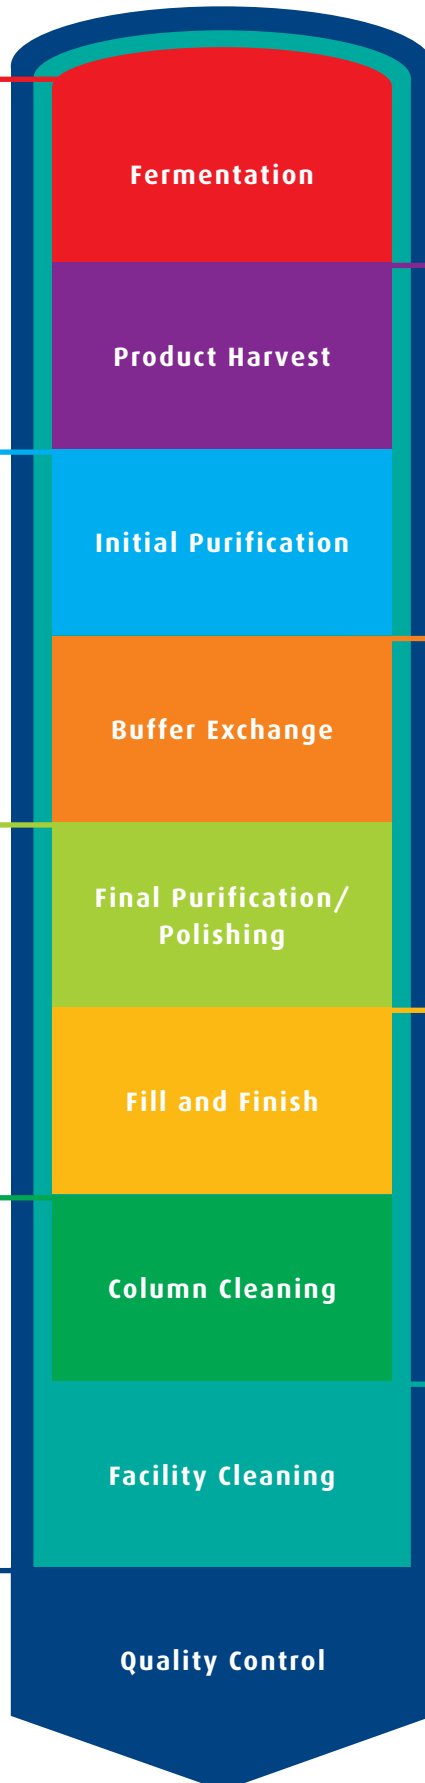 Fermentation
Product Harvest
Initial Purification
Buffer Exchange
Final Purification/
Polishing
Fill and Finish
Column Cleaning
Facility Cleaning
Quality Control